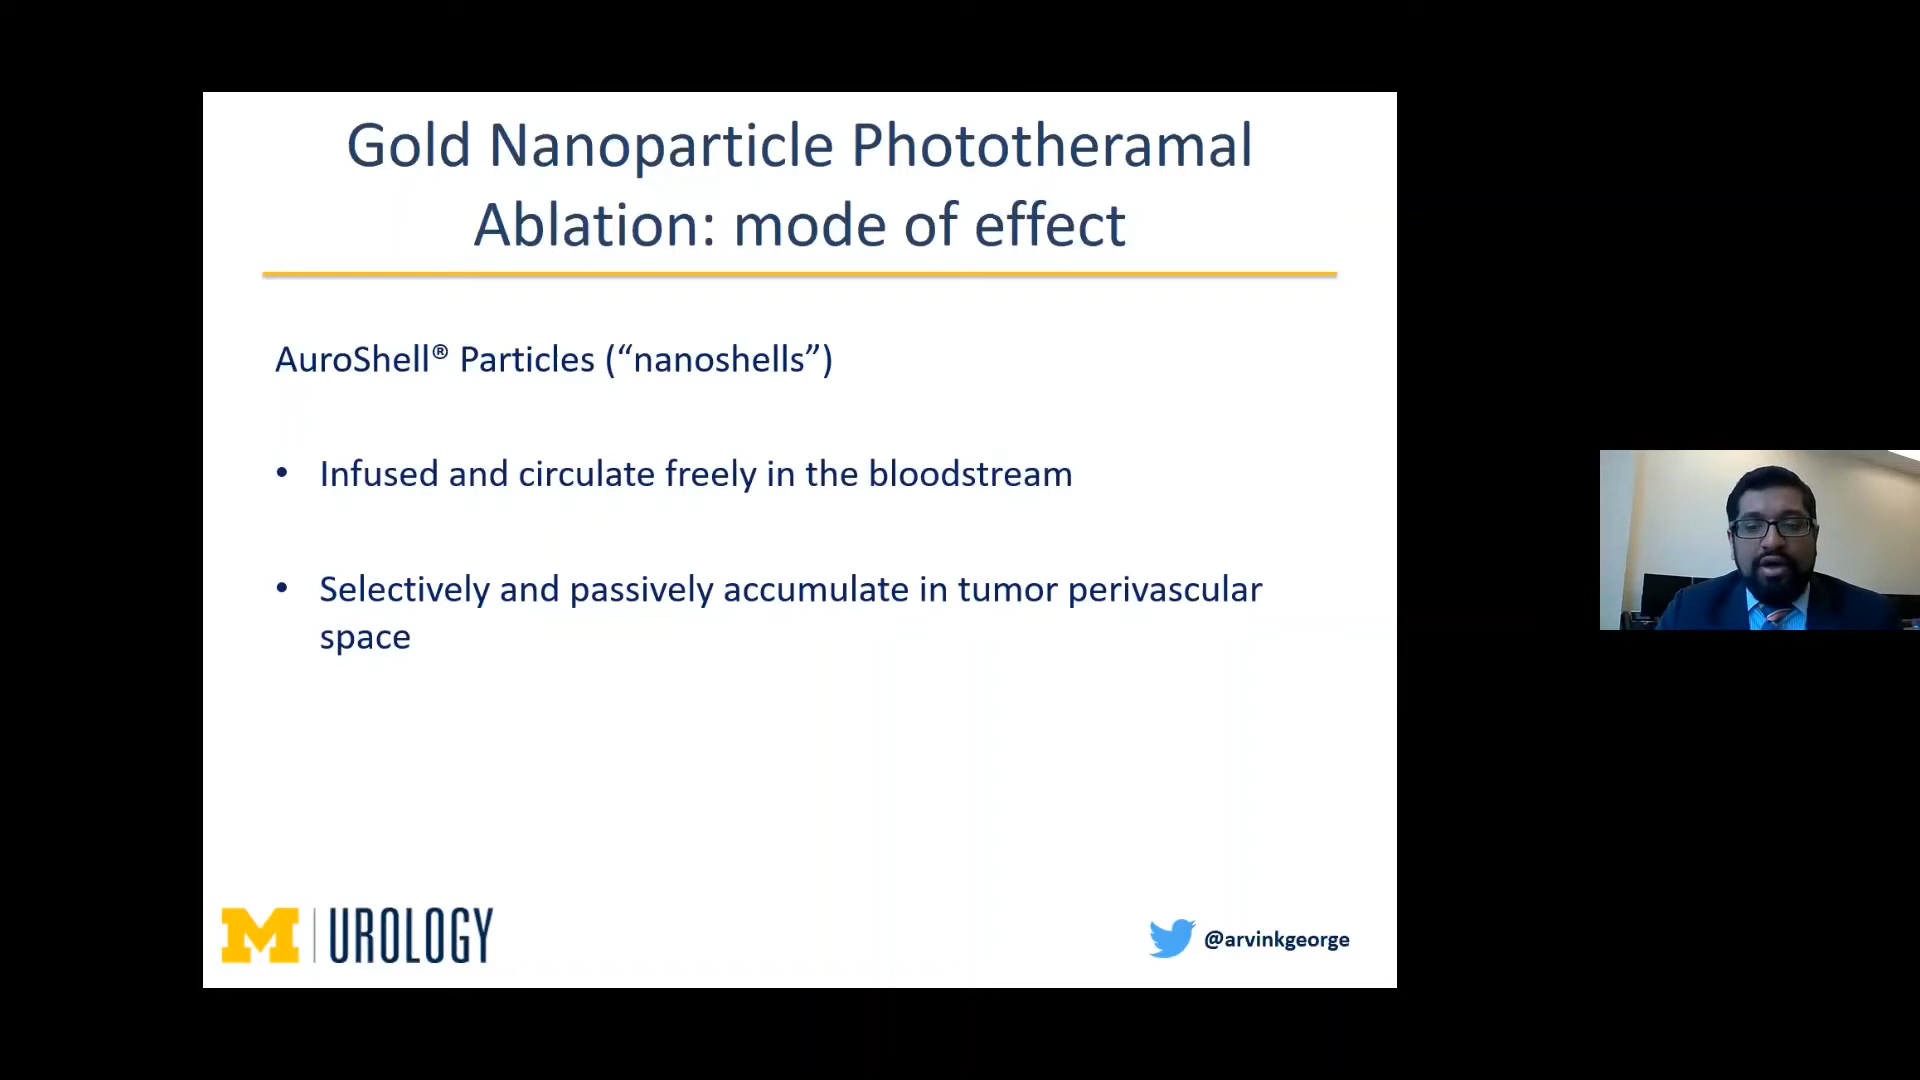 Gold Nanoparticle Phototheramal
Ablation: mode of effect
AuroShell® Particles (“nanoshells”)
• Infused and circulate freely in the bloodstream
• Selectively and passively accumulate in tumor perivascular
space
M | UROLOGY
@arvinkgeorge